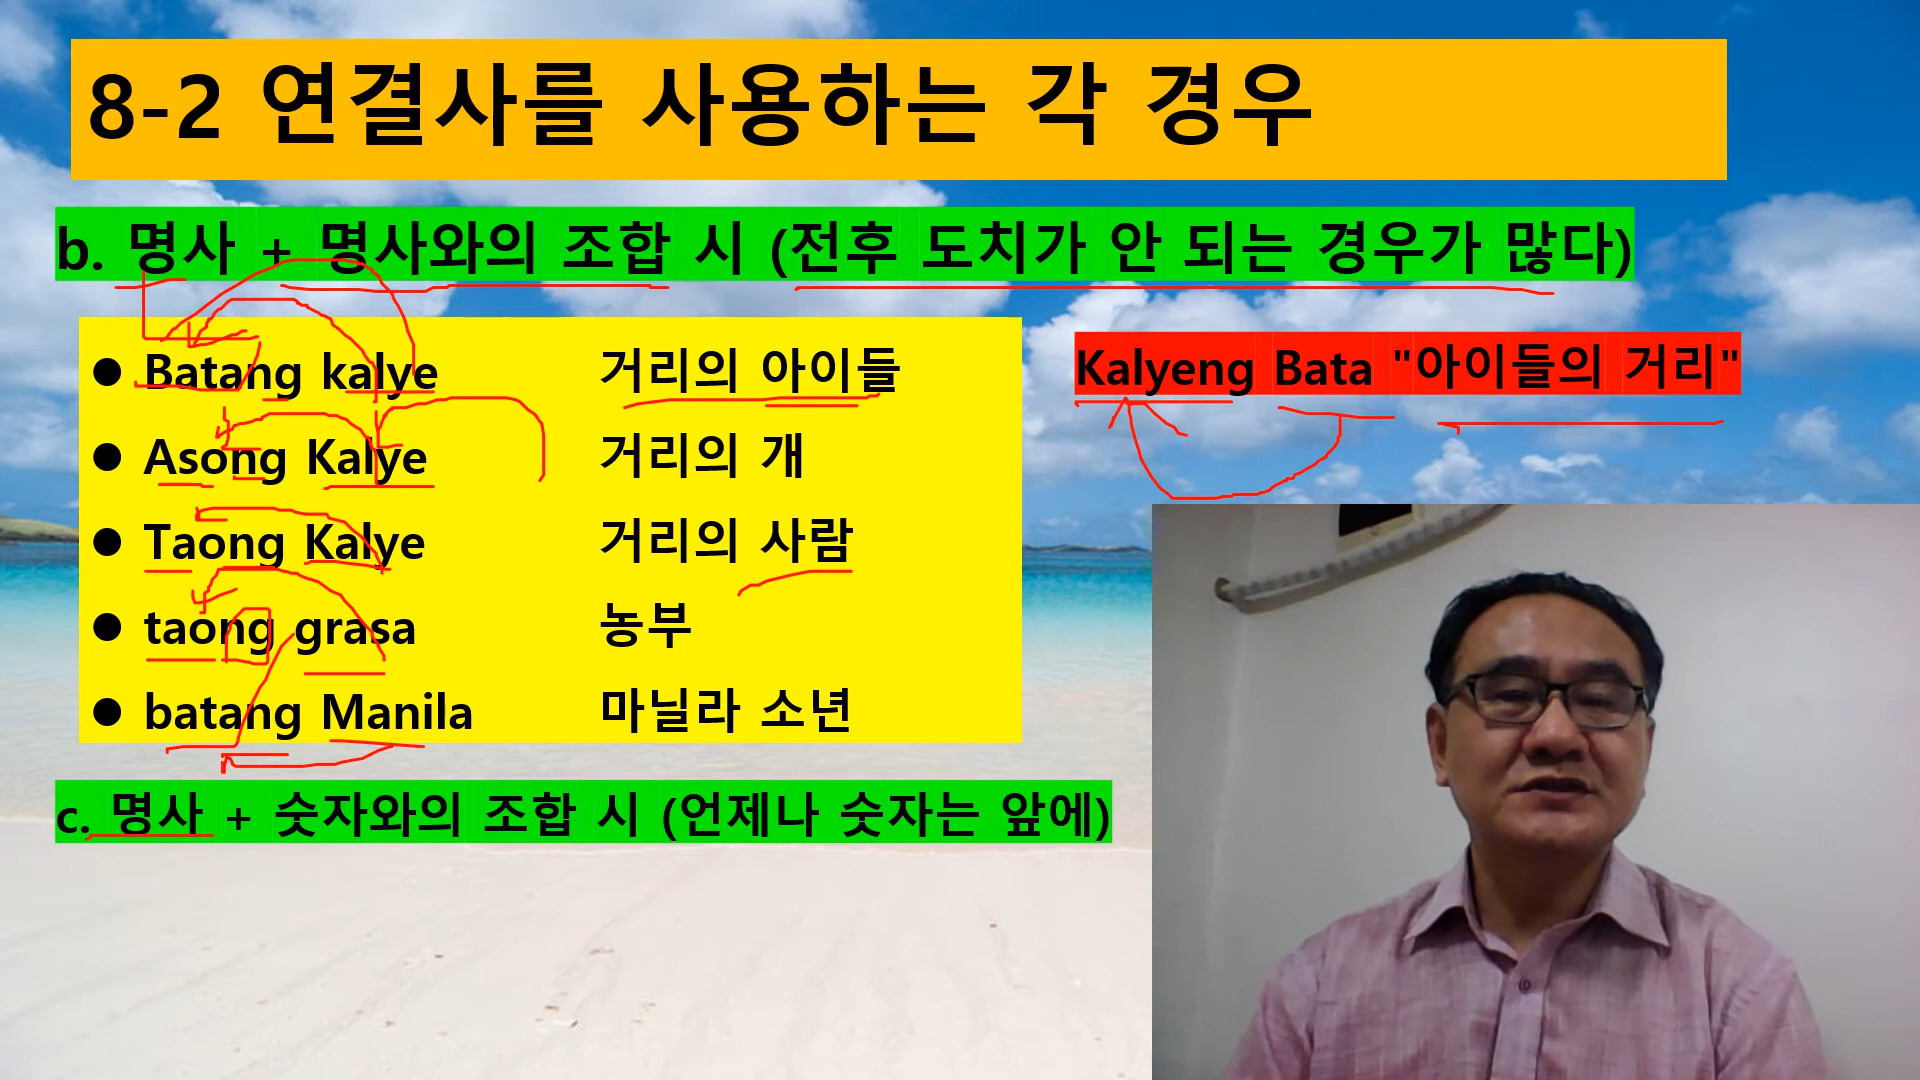 8-2 연결사를 사용하는 각 경우
b. 명사 + 명사와의 조합 시 (전후 도치가 안 되는 경우가 많다)
● Batang kalye 거리의 아이들
● Asong Kalye 거리의 개
● Taong Kalye 거리의 사람
● taong grasa 농부
● batang Manila 마닐라 소년
Kalyeng Bata "아이들의 거리"
c. 명사 + 숫자와의 조합 시 (언제나 숫자는 앞에)